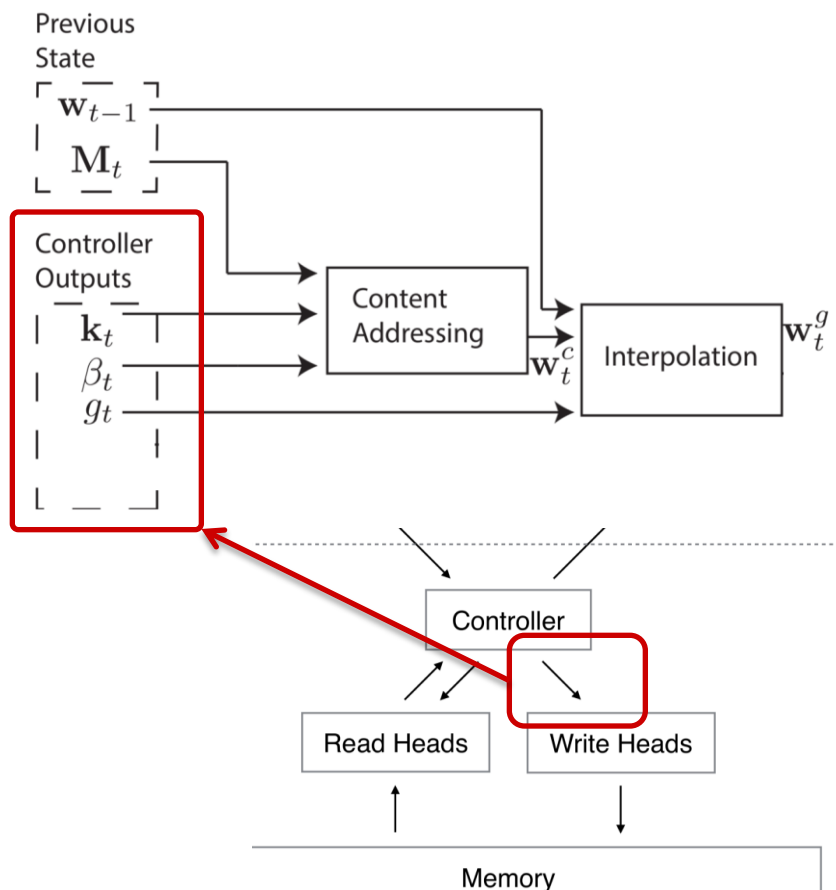 Previous
State
w_{t−1}
M_t
Controller
Outputs
k_t
β_t
g_t
Content
Addressing
w_t^c
Interpolation
w_t^g
Controller
Read Heads
Write Heads
Memory